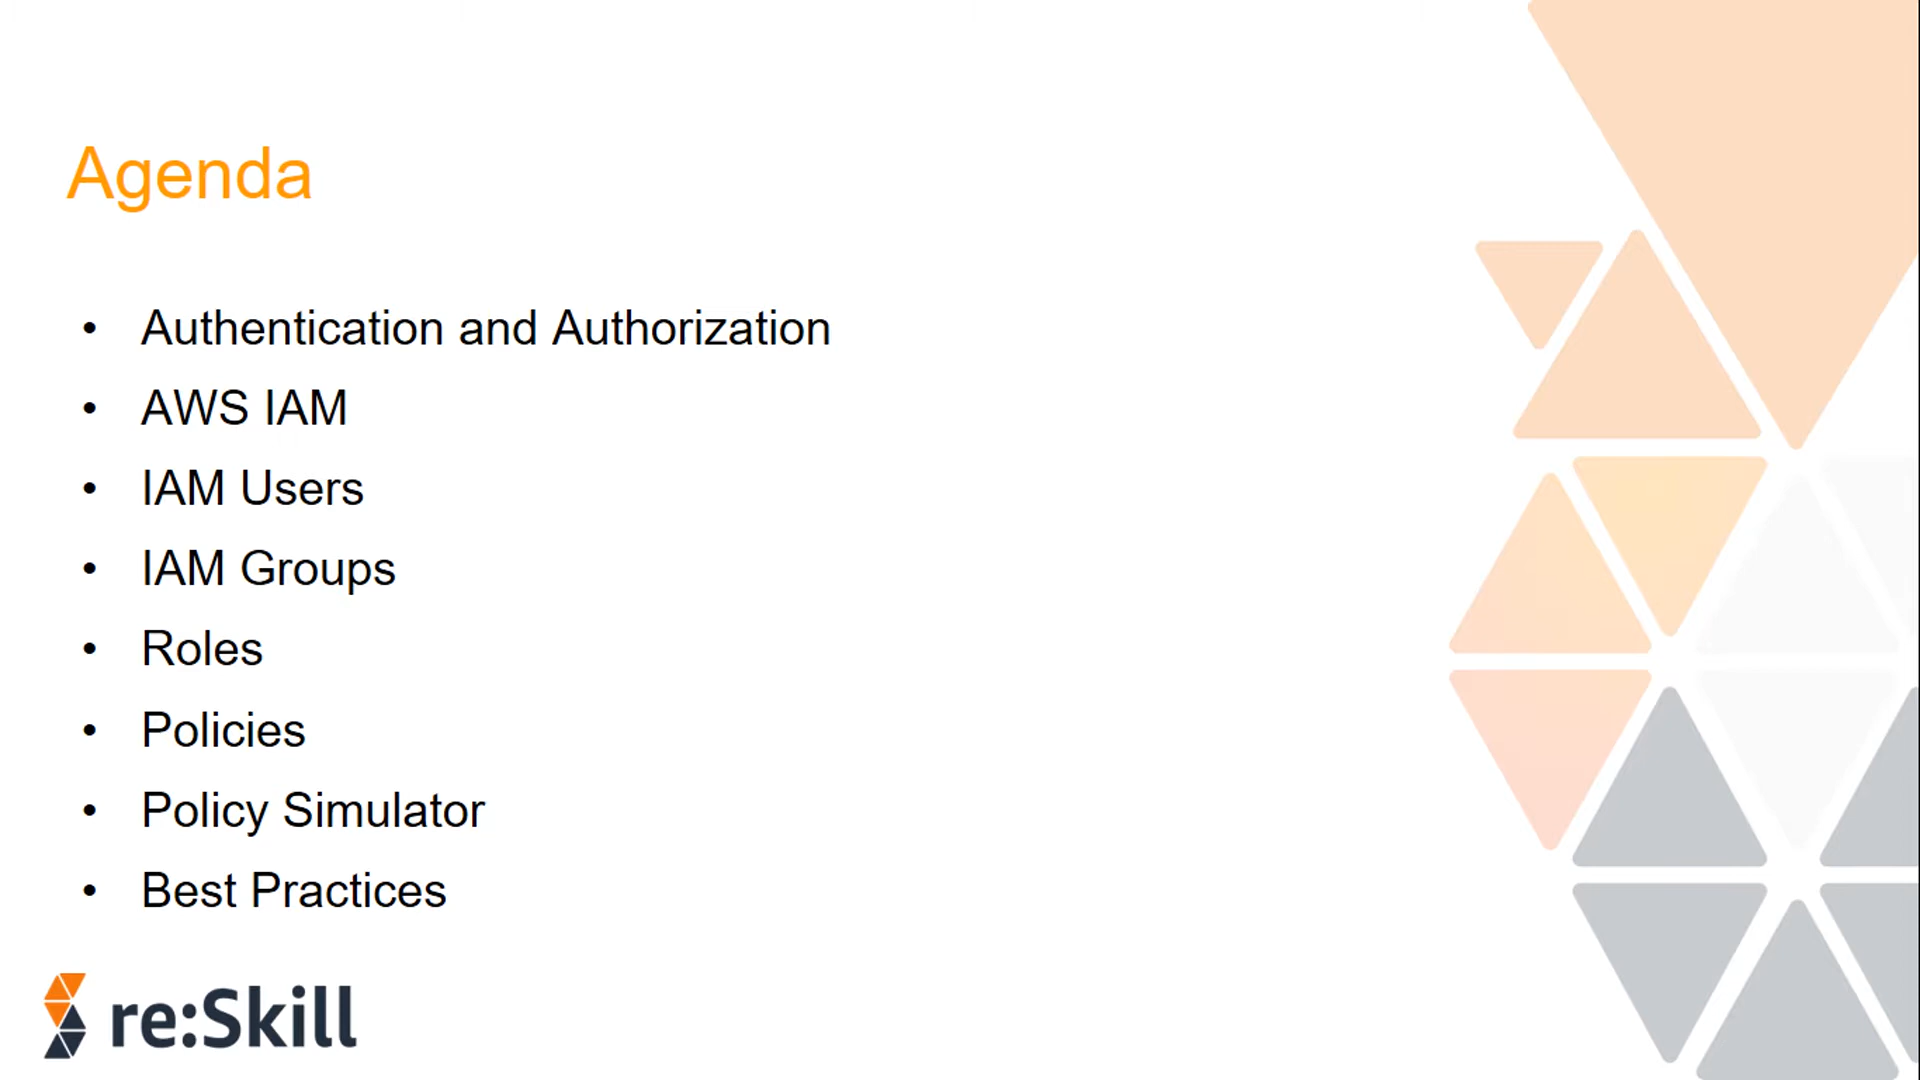 Agenda
• Authentication and Authorization
• AWS IAM
• IAM Users
• IAM Groups
• Roles
• Policies
• Policy Simulator
• Best Practices
re:Skill